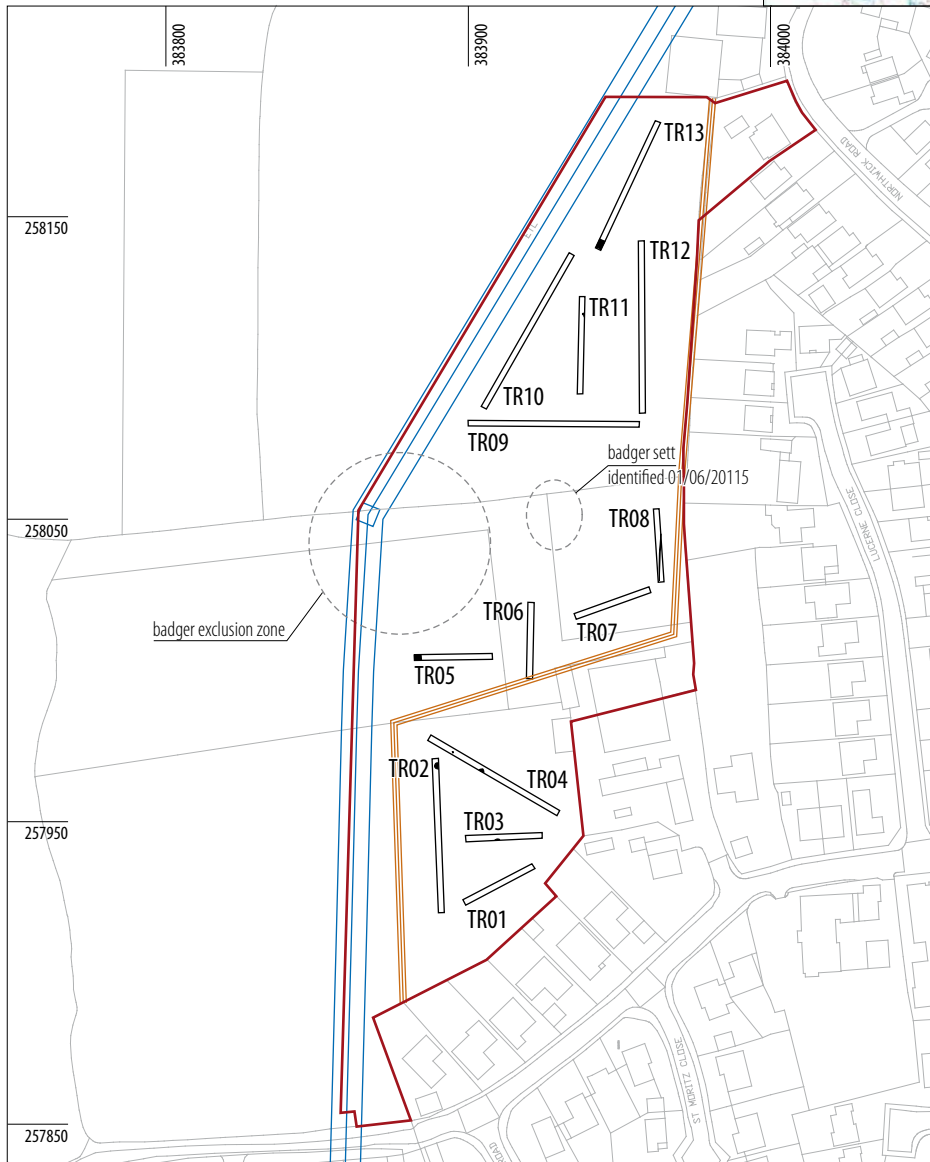 383800
383900
384000
NORTHWICK ROAD
TR13
258150
TR12
TR11
TR10
TR09
badger sett
identified 01/06/20115
LUCERNE CLOSE
258050
TR08
TR06
TR07
badger exclusion zone
TR05
TR02
TR04
257950
TR03
TR01
ST MORITZ CLOSE
257850
ROAD